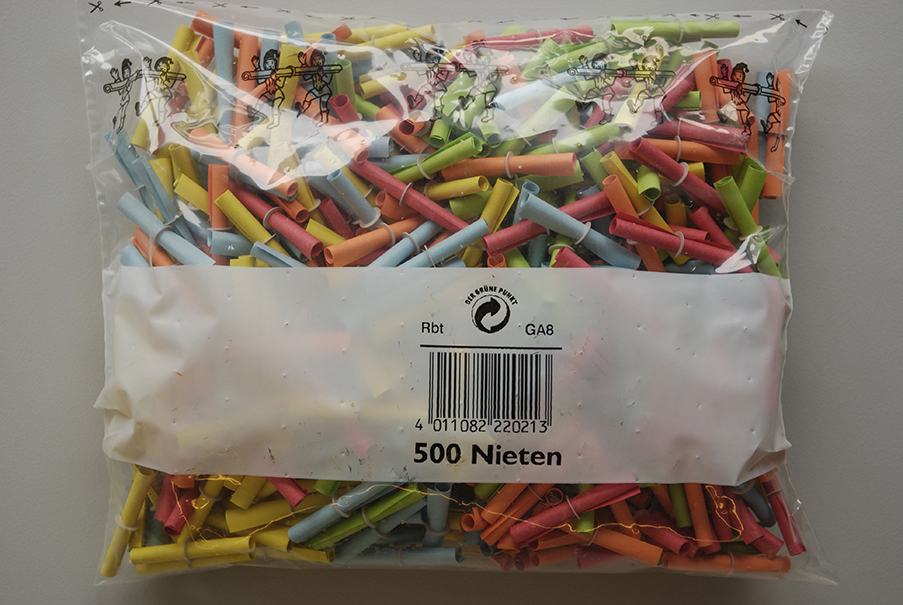 DER GRÜNE PUNKT
Rbt GA8
4 011082 220213
500 Nieten